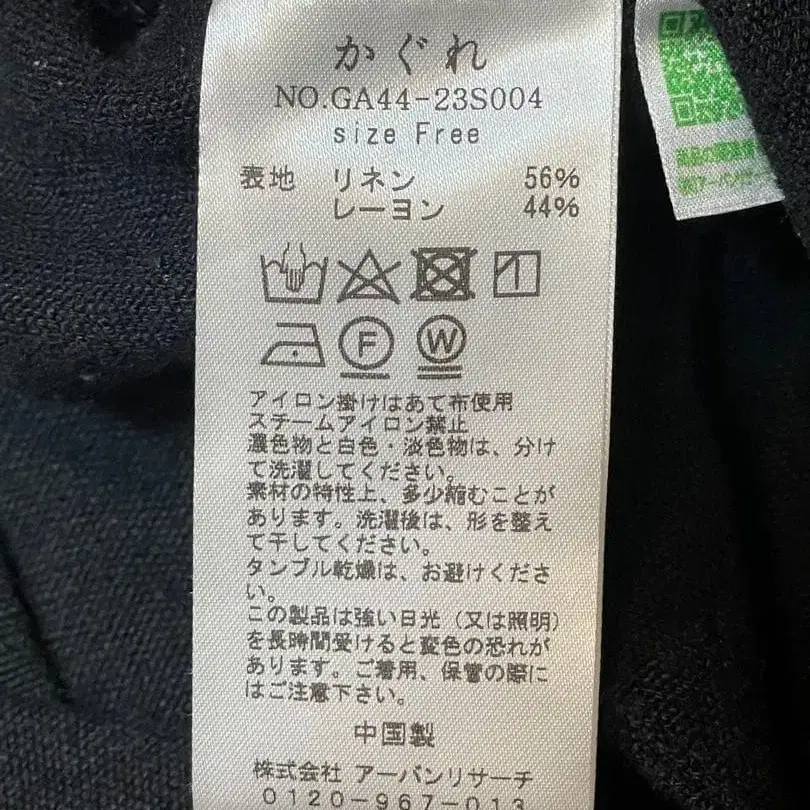 かぐれ
NO.GA44-23S004
size Free
表地 リネン 56%
レーヨン 44%
F W
アイロン掛けはあて布使用
スチームアイロン禁止
濃色物と白色・淡色物は、分け
て洗濯してください。
素材の特性上、多少縮むことが
あります。洗濯後は、形を整え
て干してください。
タンブル乾燥は、お避けくださ
い。
この製品は強い日光(又は照明)
を長時間受けると変色の恐れが
あります。ご着用、保管の際に
はご注意下さい。
中国製
株式会社 アーバンリサーチ
0120-967-013